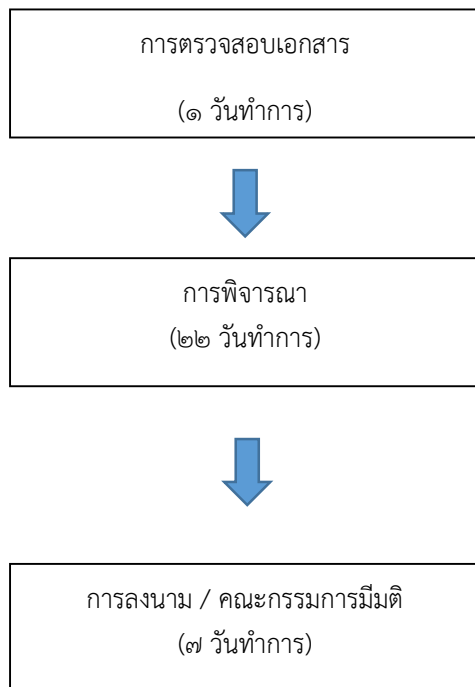 การตรวจสอบเอกสาร
(๑ วันทำการ)
การพิจารณา
(๒๒ วันทำการ)
การลงนาม / คณะกรรมการมีมติ
(๗ วันทำการ)